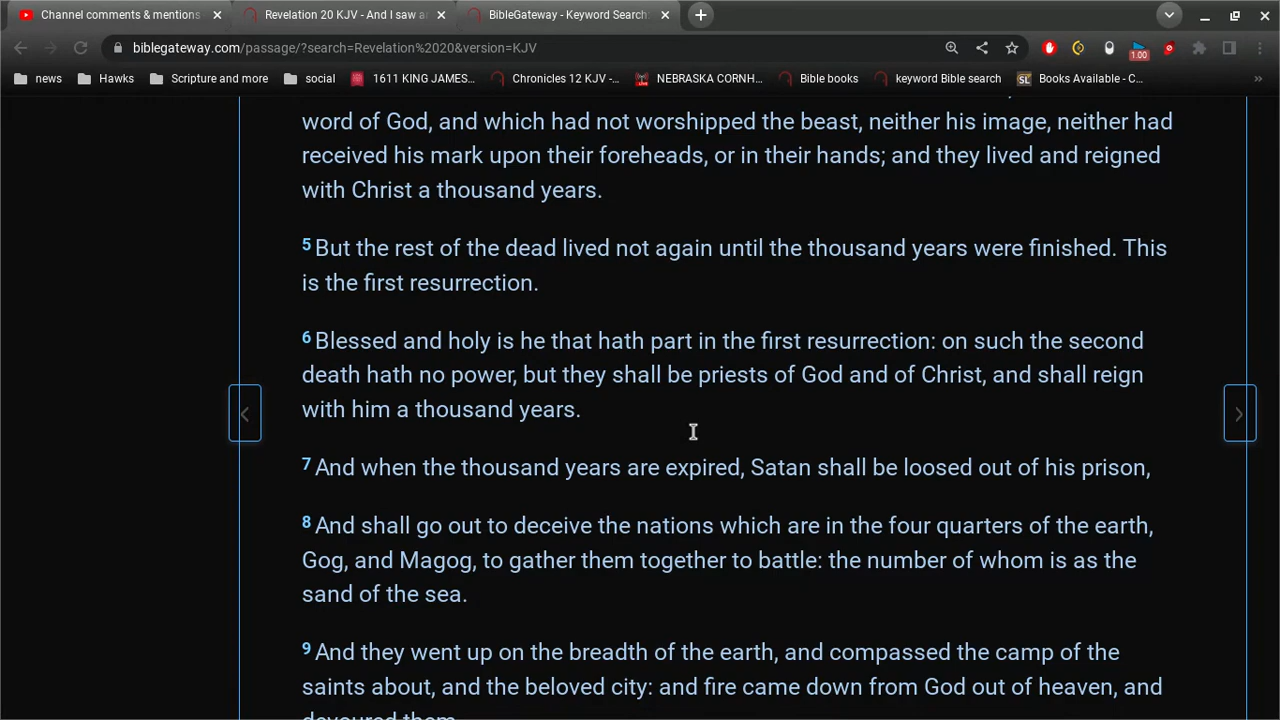 Channel comments & mentions
Revelation 20 KJV - And I saw an
BibleGateway - Keyword Search:
biblegateway.com/passage/?search=Revelation%2020&version=KJV
1.00
news
Hawks
Scripture and more
social
1611 KING JAMES...
Chronicles 12 KJV -...
NEBRASKA CORNH...
Bible books
keyword Bible search
SL
Books Available - C...
word of God, and which had not worshipped the beast, neither his image, neither had
received his mark upon their foreheads, or in their hands; and they lived and reigned
with Christ a thousand years.
5 But the rest of the dead lived not again until the thousand years were finished. This
is the first resurrection.
6 Blessed and holy is he that hath part in the first resurrection: on such the second
death hath no power, but they shall be priests of God and of Christ, and shall reign
with him a thousand years.
7 And when the thousand years are expired, Satan shall be loosed out of his prison,
8 And shall go out to deceive the nations which are in the four quarters of the earth,
Gog, and Magog, to gather them together to battle: the number of whom is as the
sand of the sea.
9 And they went up on the breadth of the earth, and compassed the camp of the
saints about, and the beloved city: and fire came down from God out of heaven, and
devoured them.